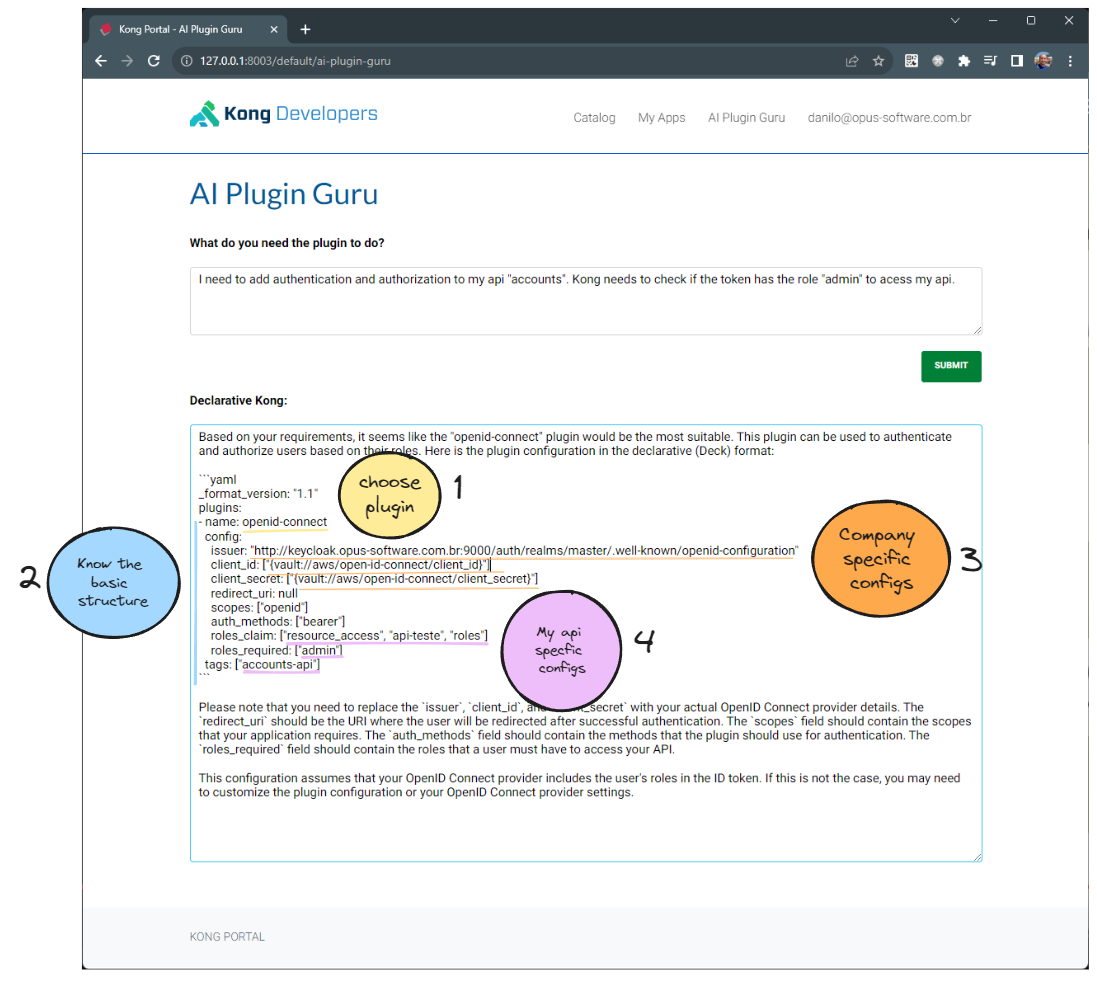 Kong Portal - AI Plugin Guru
127.0.0.1:8003/default/ai-plugin-guru
Kong Developers
Catalog My Apps AI Plugin Guru danilo@opus-software.com.br
AI Plugin Guru
What do you need the plugin to do?
I need to add authentication and authorization to my api "accounts". Kong needs to check if the token has the role "admin" to acess my api.
SUBMIT
Declarative Kong:
Based on your requirements, it seems like the "openid-connect" plugin would be the most suitable. This plugin can be used to authenticate
and authorize users based on their roles. Here is the plugin configuration in the declarative (Deck) format:
```yaml
_format_version: "1.1"
plugins:
- name: openid-connect
config:
issuer: "http://keycloak.opus-software.com.br:9000/auth/realms/master/.well-known/openid-configuration"
client_id: ["{vault://aws/open-id-connect/client_id}"]
client_secret: ["{vault://aws/open-id-connect/client_secret}"]
redirect_uri: null
scopes: ["openid"]
auth_methods: ["bearer"]
roles_claim: ["resource_access", "api-teste", "roles"]
roles_required: ["admin"]
tags: ["accounts-api"]
```
choose
plugin
1
2
Know the
basic
structure
Company
specific
configs
3
My api
specfic
configs
4
Please note that you need to replace the `issuer`, `client_id`, and _secret` with your actual OpenID Connect provider details. The
`redirect_uri` should be the URI where the user will be redirected after successful authentication. The `scopes` field should contain the scopes
that your application requires. The `auth_methods` field should contain the methods that the plugin should use for authentication. The
`roles_required` field should contain the roles that a user must have to access your API.
This configuration assumes that your OpenID Connect provider includes the user's roles in the ID token. If this is not the case, you may need
to customize the plugin configuration or your OpenID Connect provider settings.
KONG PORTAL